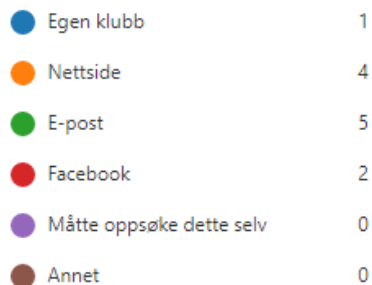 Egen klubb 1
Nettside 4
E-post 5
Facebook 2
Måtte oppsøke dette selv 0
Annet 0